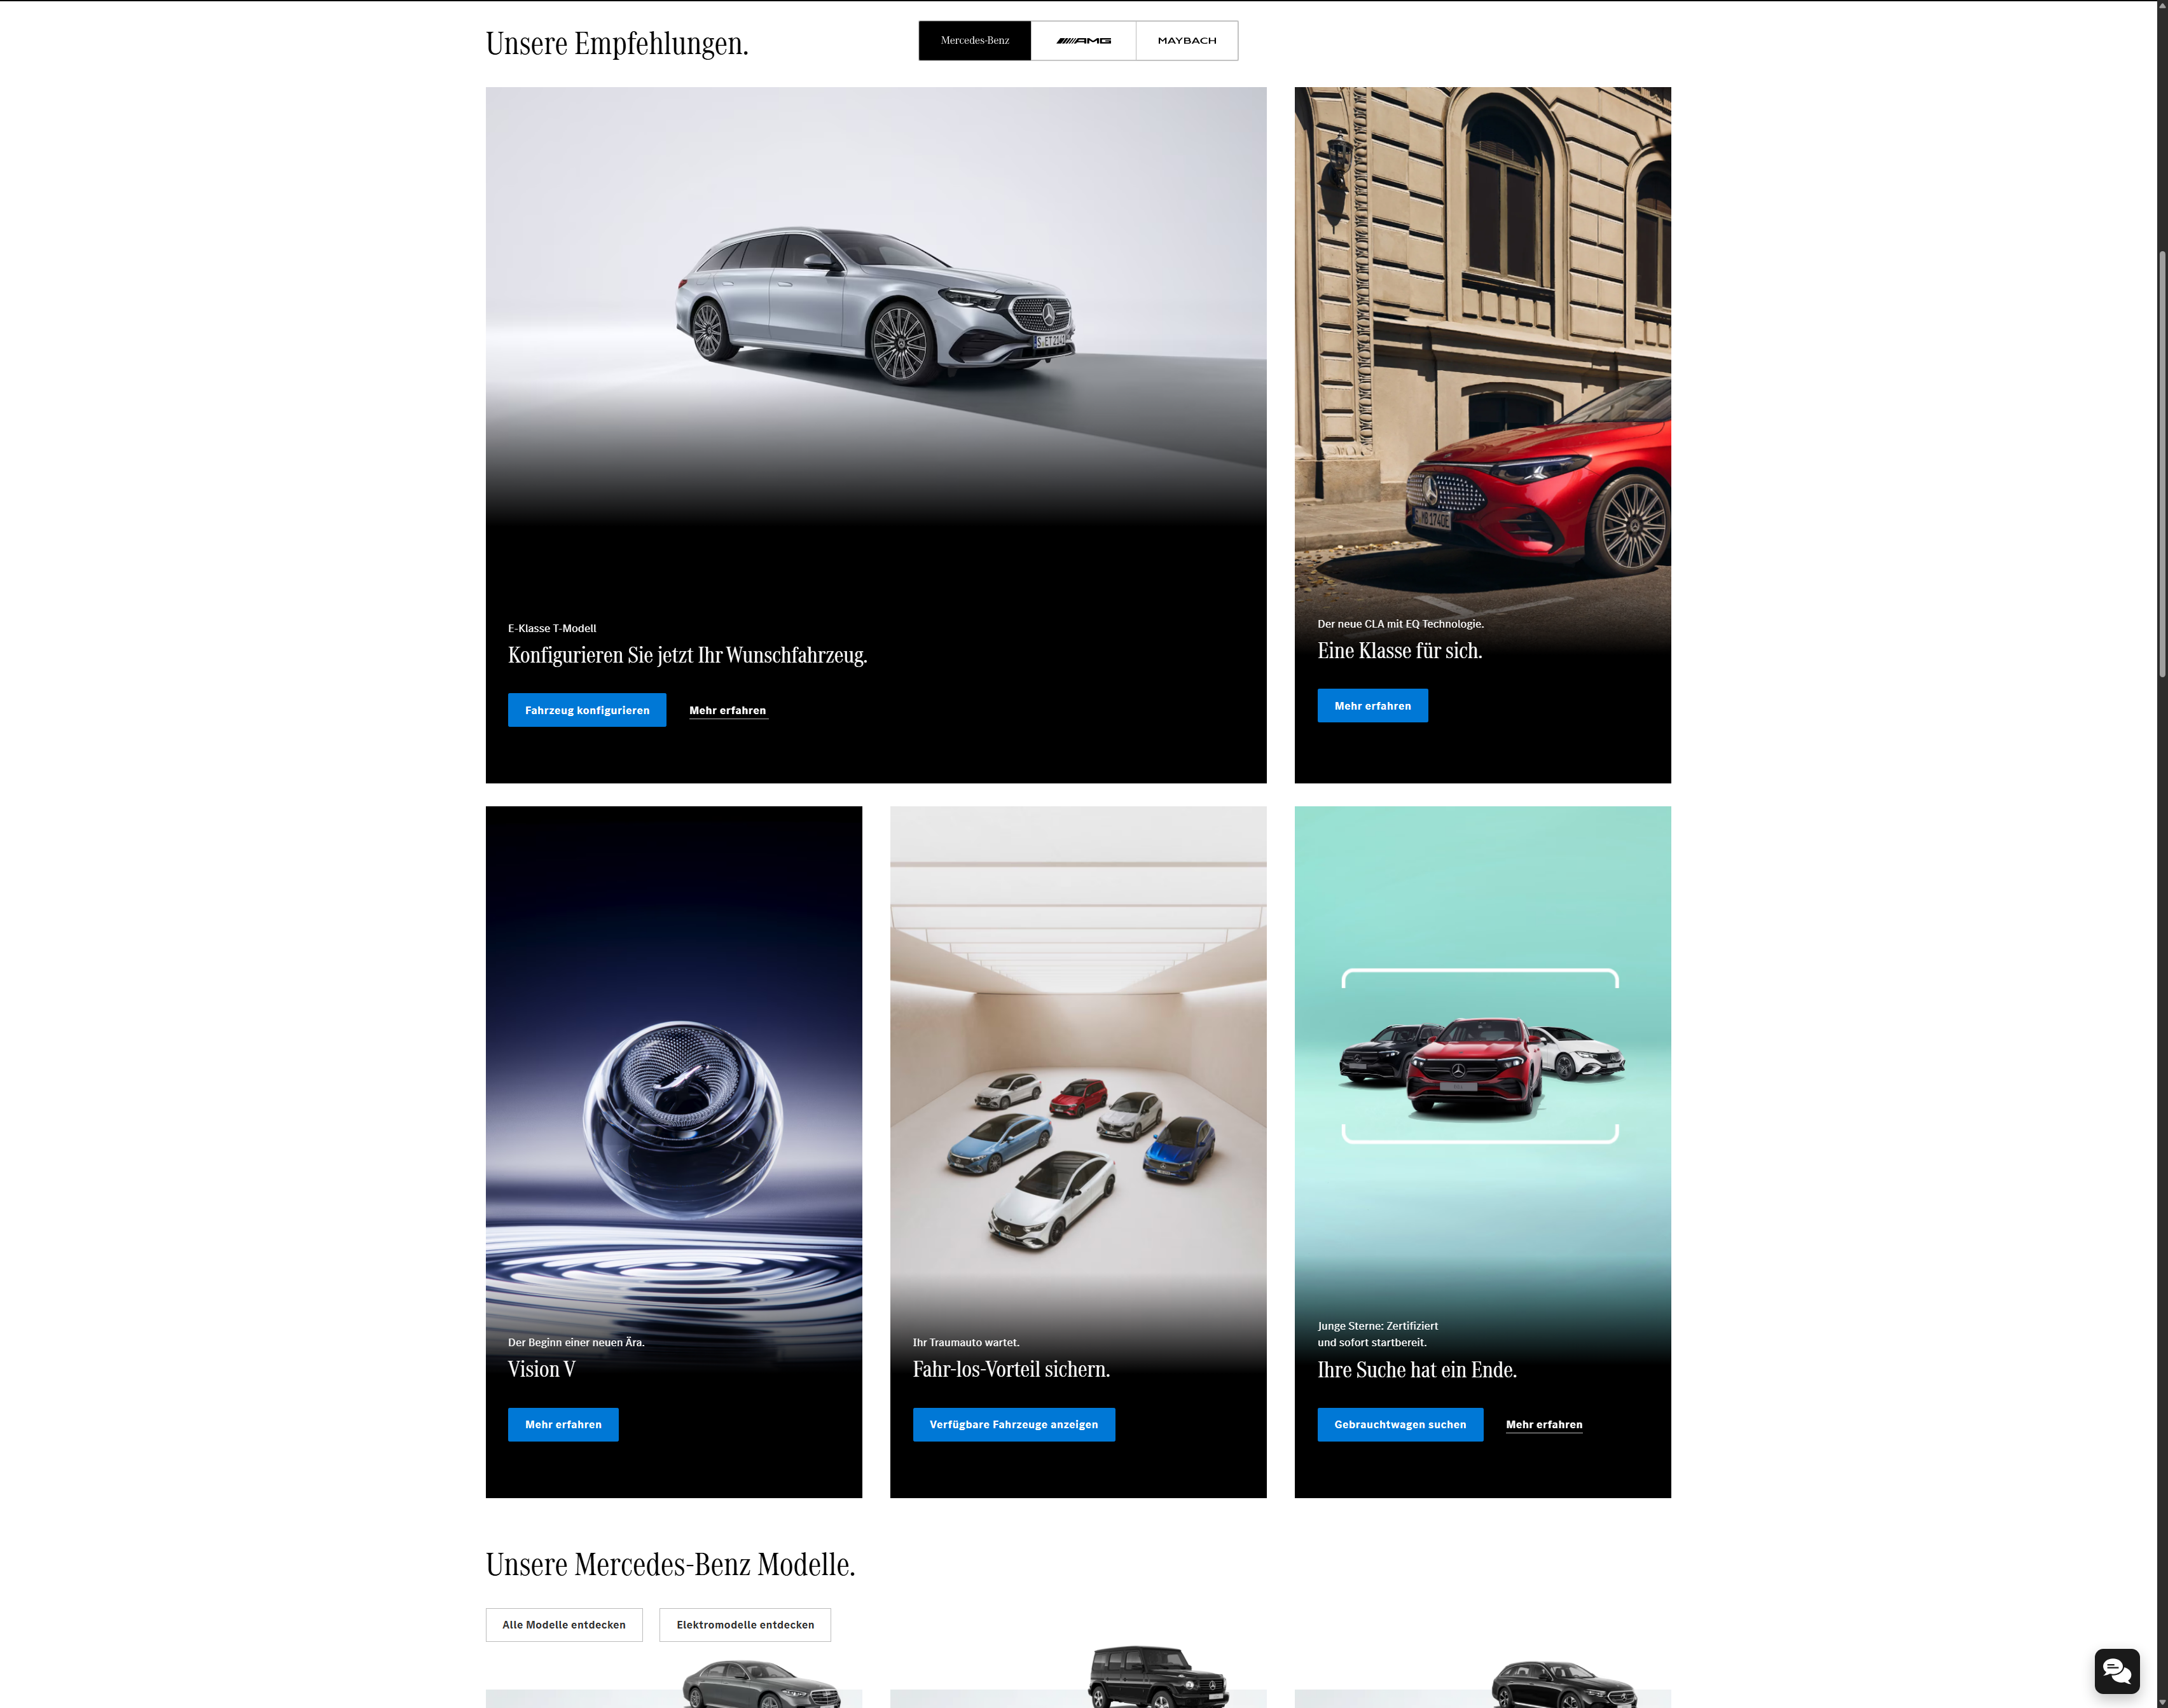 Unsere Empfehlungen.
Mercedes-Benz
AMG
MAYBACH
S·ET 2141
E-Klasse T-Modell
Konfigurieren Sie jetzt Ihr Wunschfahrzeug.
Fahrzeug konfigurieren
Mehr erfahren
Der neue CLA mit EQ Technologie.
Eine Klasse für sich.
Mehr erfahren
Der Beginn einer neuen Ära.
Vision V
Mehr erfahren
Ihr Traumauto wartet.
Fahr-los-Vorteil sichern.
Verfügbare Fahrzeuge anzeigen
Junge Sterne: Zertifiziert
und sofort startbereit.
Ihre Suche hat ein Ende.
Gebrauchtwagen suchen
Mehr erfahren
Unsere Mercedes-Benz Modelle.
Alle Modelle entdecken
Elektromodelle entdecken